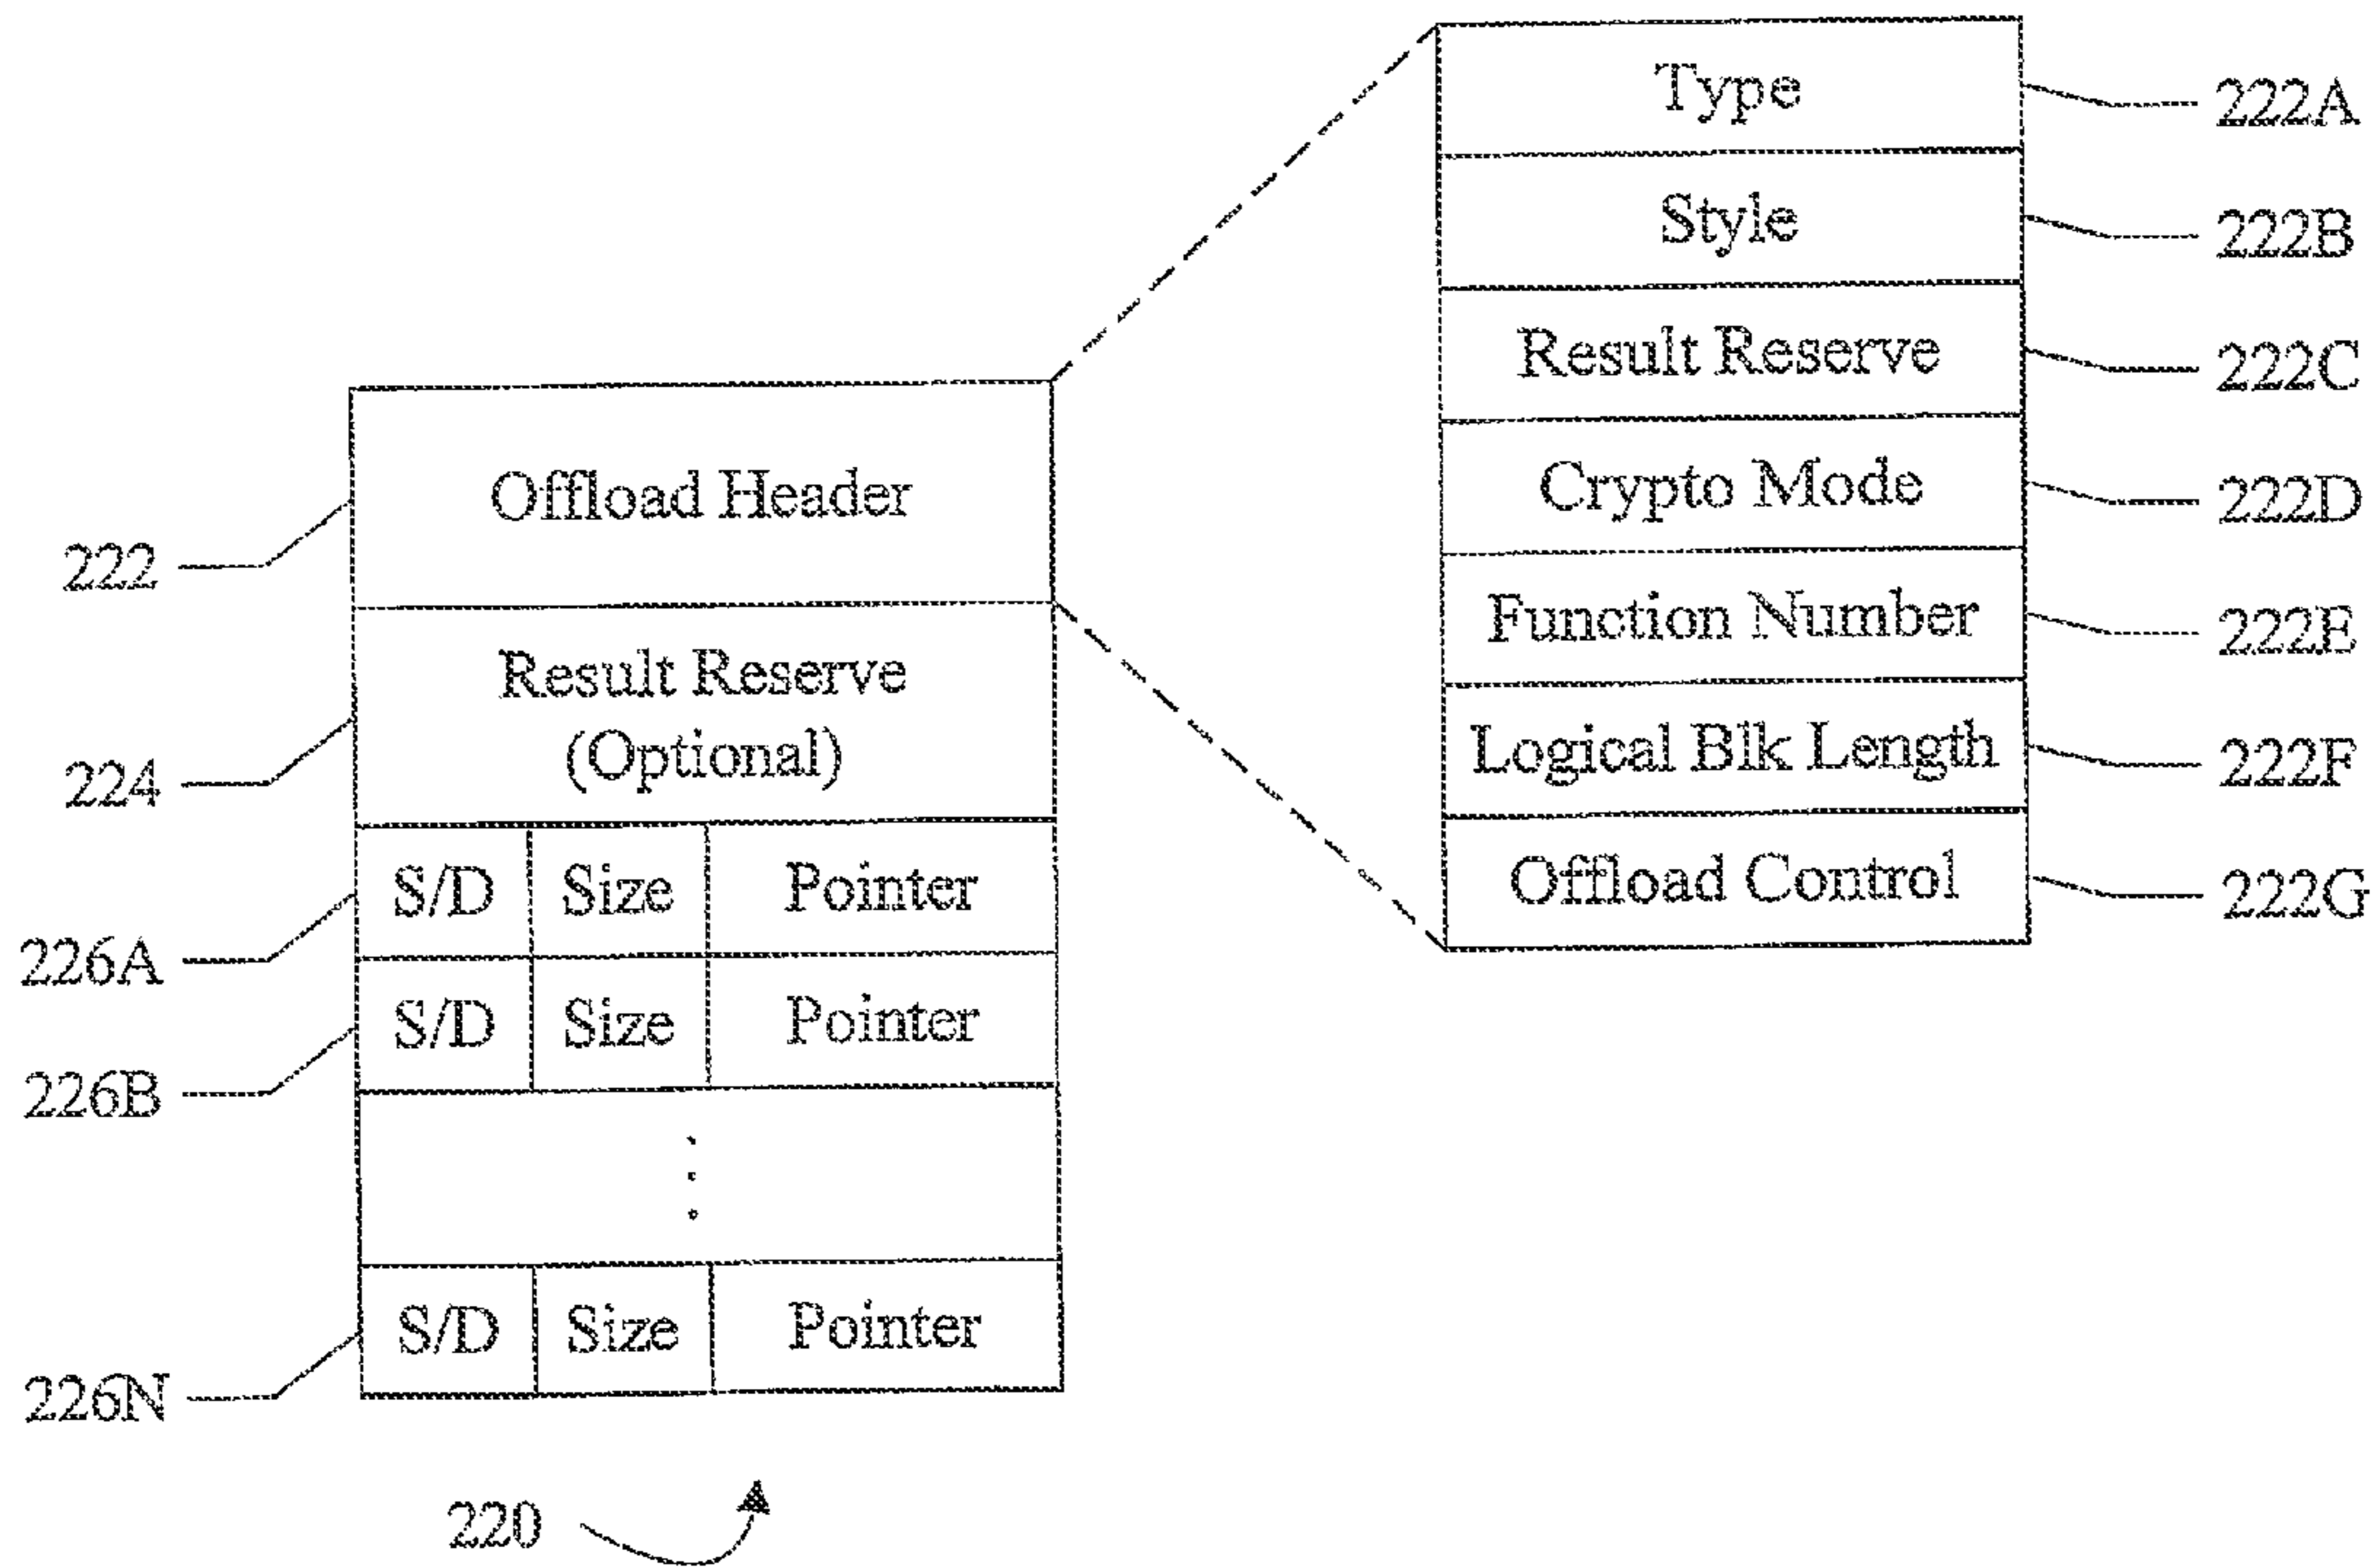 Type
222A
Style
222B
Result Reserve
222C
Crypto Mode
222D
Function Number
222E
Logical Blk Length
222F
Offload Control
222G
Offload Header
222
Result Reserve
(Optional)
224
S/D Size Pointer
226A
S/D Size Pointer
226B
S/D Size Pointer
226N
220